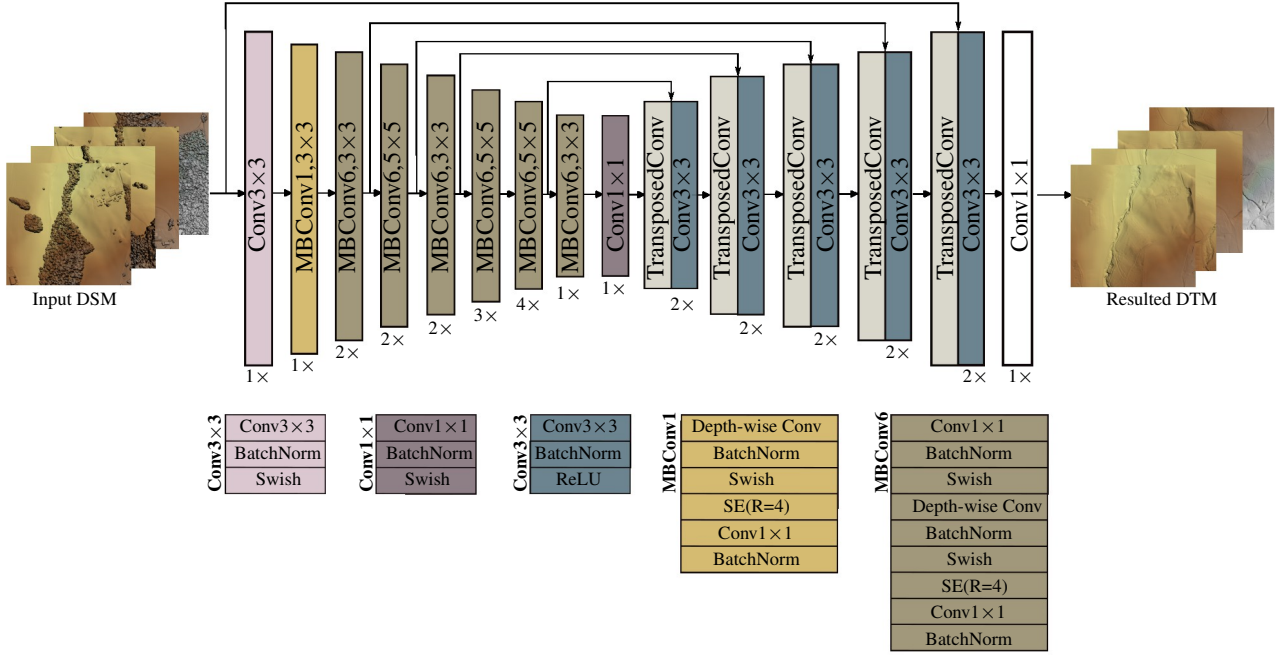 Input DSM
Conv3×3
1×
MBConv1,3×3
1×
MBConv6,3×3
2×
MBConv6,5×5
2×
MBConv6,3×3
2×
MBConv6,5×5
3×
MBConv6,5×5
4×
MBConv6,3×3
1×
Conv1×1
1×
TransposedConv
Conv3×3
2×
TransposedConv
Conv3×3
2×
TransposedConv
Conv3×3
2×
TransposedConv
Conv3×3
2×
TransposedConv
Conv3×3
2×
Conv1×1
1×
Resulted DTM
Conv3×3
Conv3×3
BatchNorm
Swish
Conv1×1
Conv1×1
BatchNorm
Swish
Conv3×3
Conv3×3
BatchNorm
ReLU
MBConv1
Depth-wise Conv
BatchNorm
Swish
SE(R=4)
Conv1×1
BatchNorm
MBConv6
Conv1×1
BatchNorm
Swish
Depth-wise Conv
BatchNorm
Swish
SE(R=4)
Conv1×1
BatchNorm